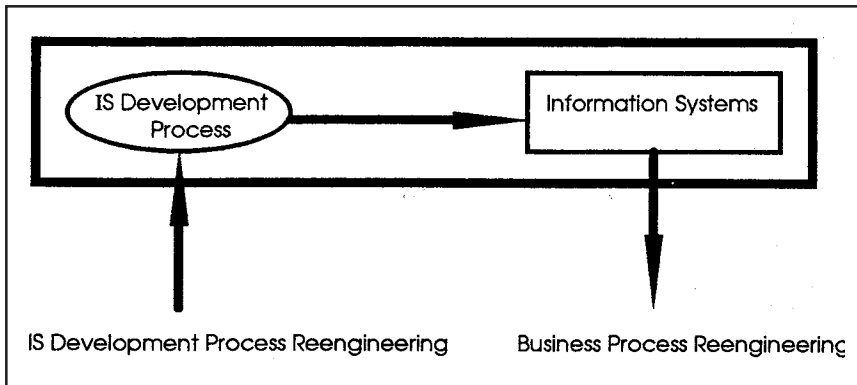 IS Development
Process
Information Systems
IS Development Process Reengineering
Business Process Reengineering